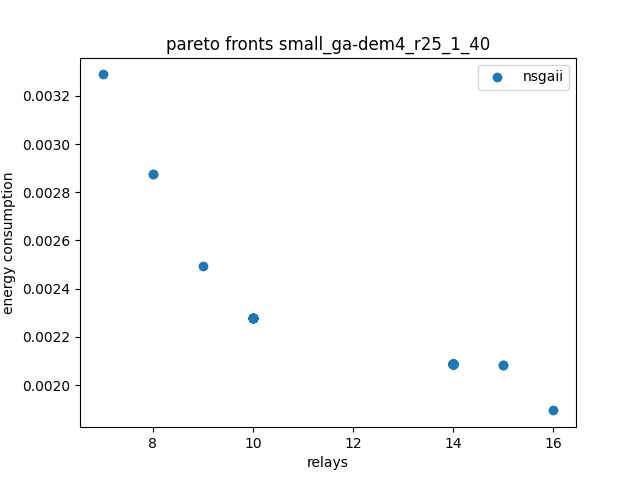 pareto fronts small_ga-dem4_r25_1_40
nsgaii
0.0032
0.0030
0.0028
0.0026
0.0024
0.0022
0.0020
energy consumption
8 10 12 14 16
relays